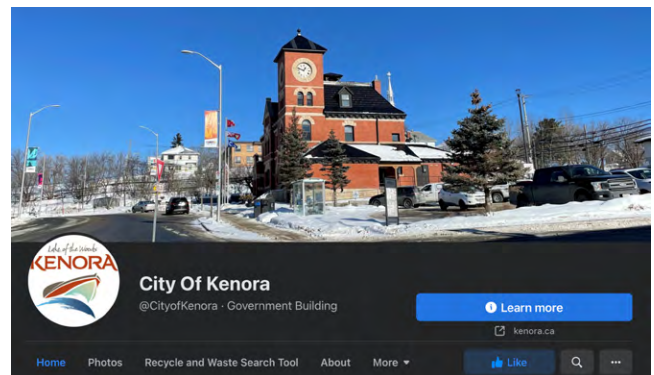 Lake of the Woods
KENORA
City Of Kenora
@CityofKenora · Government Building
Learn more
kenora.ca
Home Photos Recycle and Waste Search Tool About More
Like